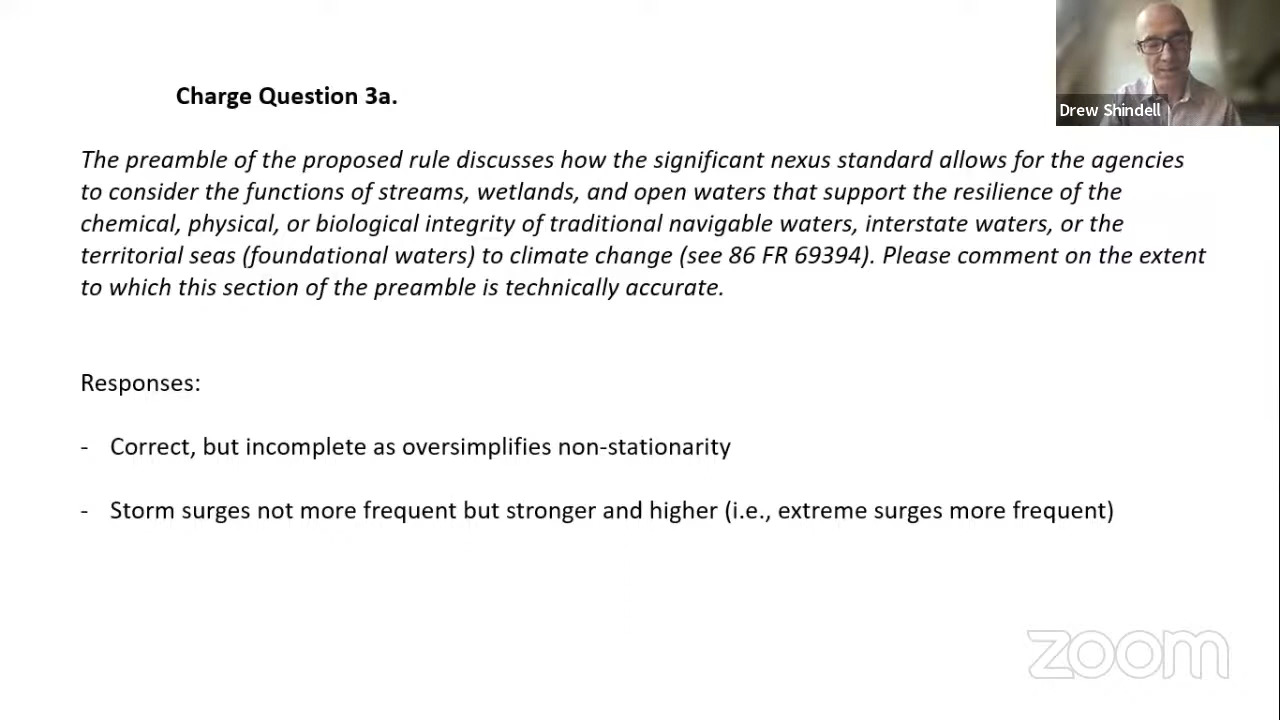 Drew Shindell
Charge Question 3a.
The preamble of the proposed rule discusses how the significant nexus standard allows for the agencies
to consider the functions of streams, wetlands, and open waters that support the resilience of the
chemical, physical, or biological integrity of traditional navigable waters, interstate waters, or the
territorial seas (foundational waters) to climate change (see 86 FR 69394). Please comment on the extent
to which this section of the preamble is technically accurate.
Responses:
- Correct, but incomplete as oversimplifies non-stationarity
- Storm surges not more frequent but stronger and higher (i.e., extreme surges more frequent)
zoom